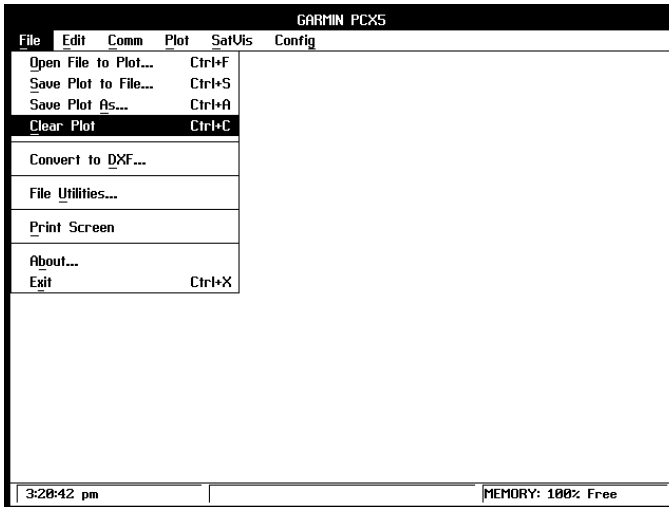 GARMIN PCX5
File Edit Comm Plot SatVis Config
Open File to Plot... Ctrl+F
Save Plot to File... Ctrl+S
Save Plot As... Ctrl+A
Clear Plot Ctrl+C
Convert to DXF...
File Utilities...
Print Screen
About...
Exit Ctrl+X
3:20:42 pm MEMORY: 100% Free